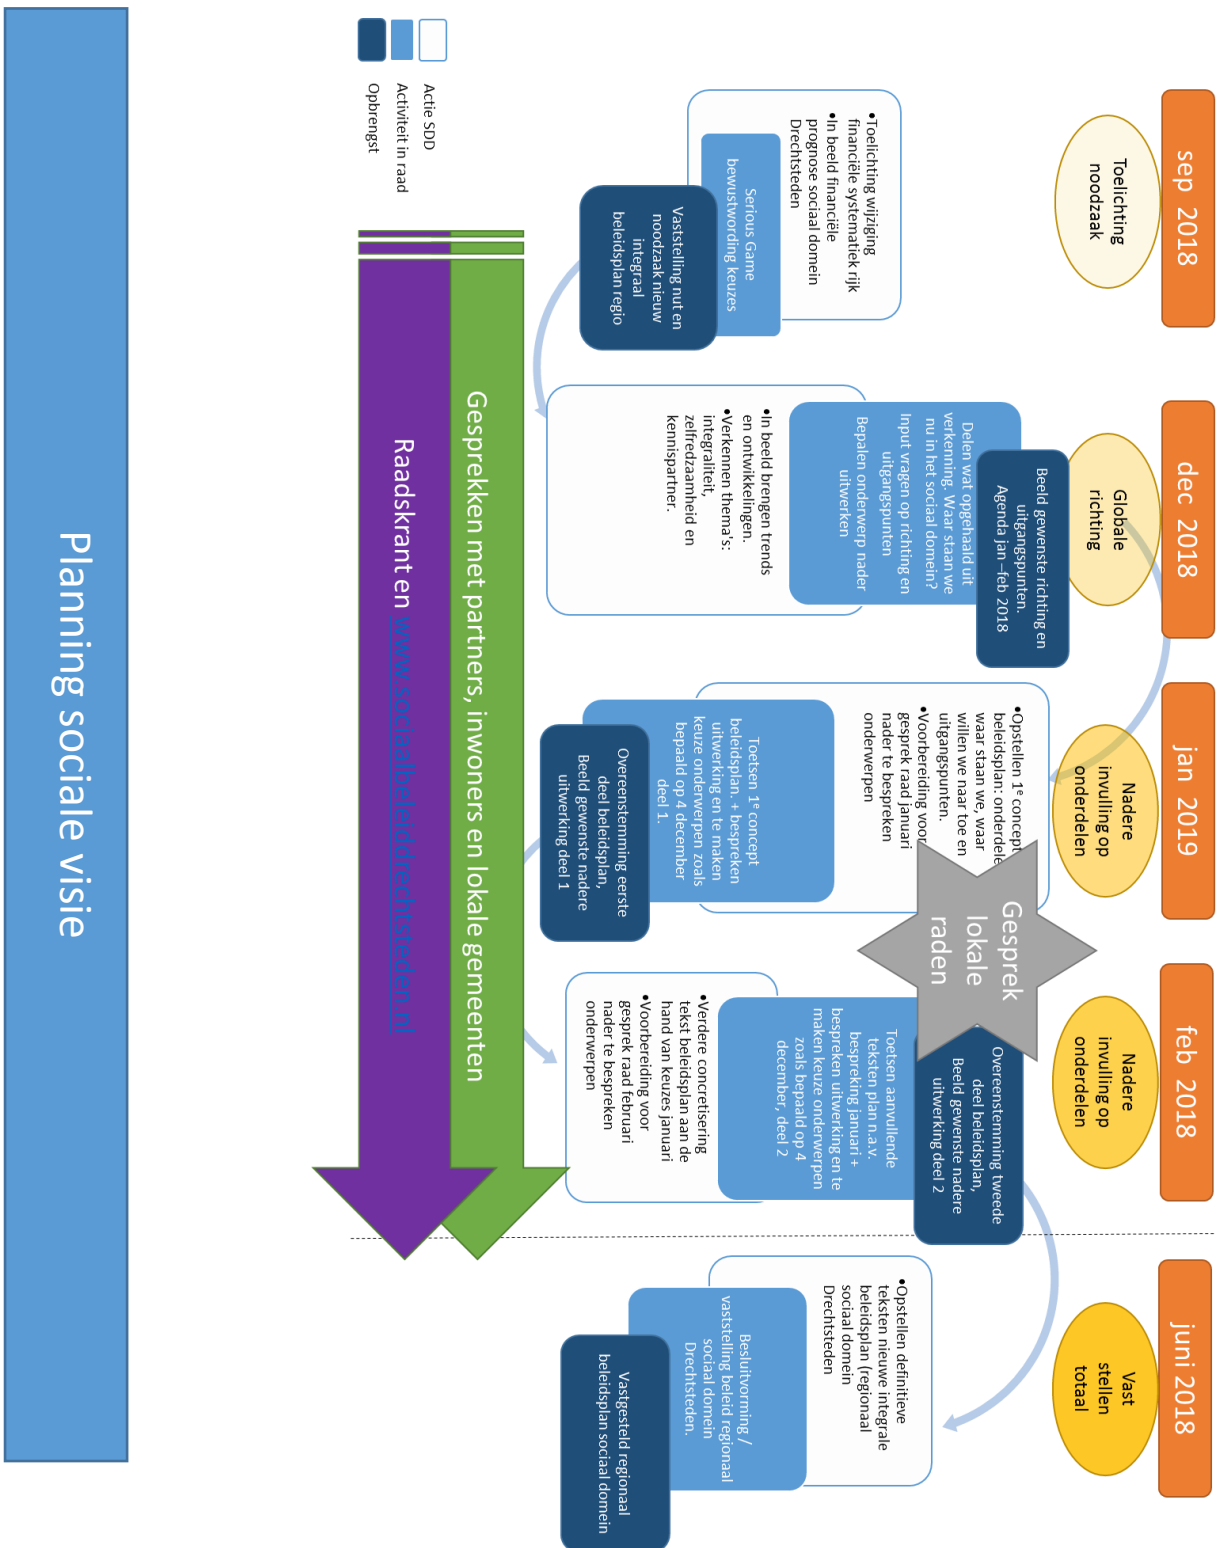 Planning sociale visie
sep 2018
Toelichting
noodzaak
•Toelichting wijziging
financiële systematiek rijk
•In beeld financiële
prognose sociaal domein
Drechtsteden
Serious Game
bewustwording keuzes
Vaststelling nut en
noodzaak nieuw
integraal
beleidsplan regio
dec 2018
Globale
richting
Beeld gewenste richting en
uitgangspunten.
Agenda jan –feb 2018
Delen wat opgehaald uit
verkenning. Waar staan we
nu in het sociaal domein?
Input vragen op richting en
uitgangspunten
Bepalen onderwerp nader
uitwerken
•In beeld brengen trends
en ontwikkelingen.
•Verkennen thema's:
integraliteit,
zelfredzaamheid en
kennispartner.
jan 2019
Nadere
invulling op
onderdelen
•Opstellen 1e concept
beleidsplan: onderdele
waar staan we, waar
willen we naar toe en
uitgangspunten.
•Voorbereiding voor
gesprek raad januari
nader te bespreken
onderwerpen
Toetsen 1e concept
beleidsplan. + bespreken
uitwerking en te maken
keuze onderwerpen zoals
bepaald op 4 december
deel 1.
Overeenstemming eerste
deel beleidsplan,
Beeld gewenste nadere
uitwerking deel 1
Gesprek
lokale
raden
feb 2018
Nadere
invulling op
onderdelen
Overeenstemming tweede
deel beleidsplan,
Beeld gewenste nadere
uitwerking deel 2
Toetsen aanvullende
teksten plan n.a.v.
bespreking januari +
bespreken uitwerking en te
maken keuze onderwerpen
zoals bepaald op 4
december, deel 2
•Verdere concretisering
tekst beleidsplan aan de
hand van keuzes januari
•Voorbereiding voor
gesprek raad februari
nader te bespreken
onderwerpen
juni 2018
Vast
stellen
totaal
•Opstellen definitieve
teksten nieuwe integrale
beleidsplan (regionaal
sociaal domein
Drechtsteden
Besluitvorming /
vaststelling beleid regionaal
sociaal domein
Drechtsteden.
Vastgesteld regionaal
beleidsplan sociaal domein
Gesprekken met partners, inwoners en lokale gemeenten
Raadskrant en www.sociaalbeleiddrechtsteden.nl
Actie SDD
Activiteit in raad
Opbrengst